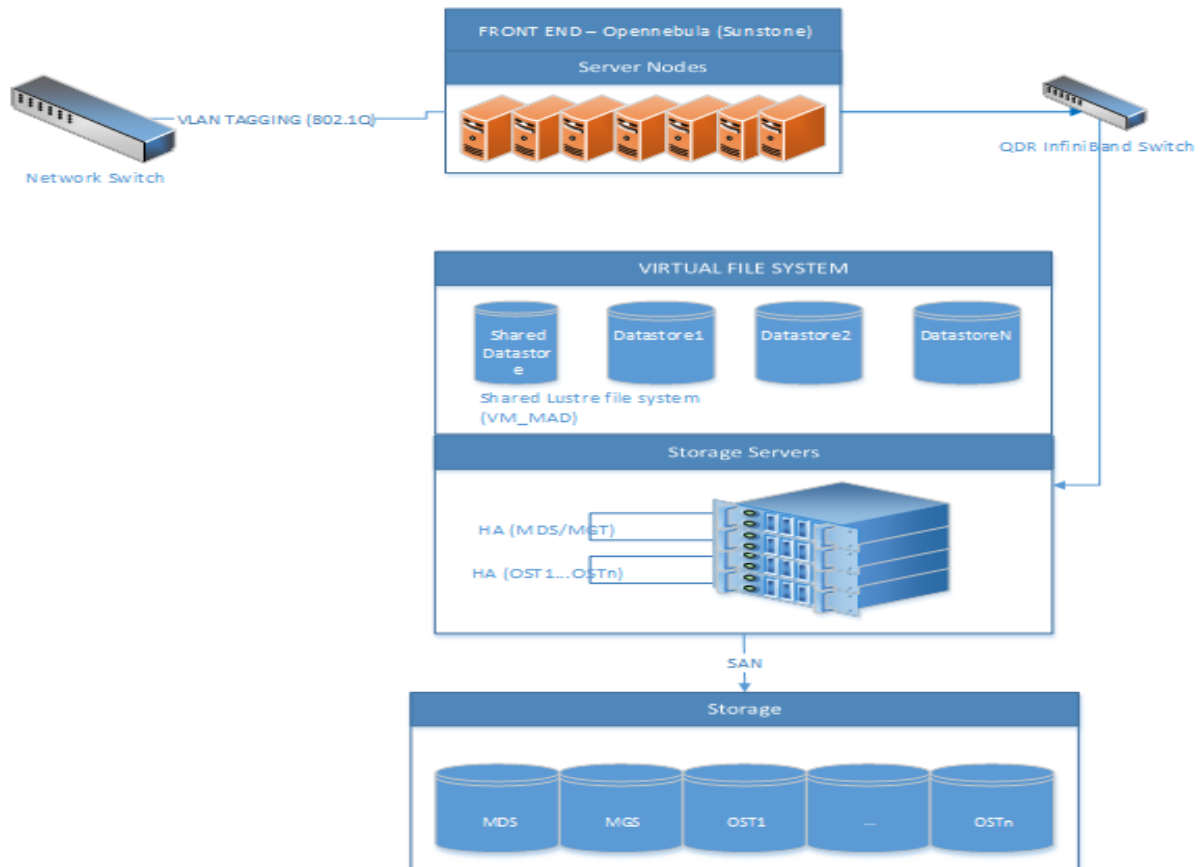 FRONT END – Opennebula (Sunstone)
Server Nodes
VLAN TAGGING (802.1Q)
Network Switch
QDR InfiniBand Switch
VIRTUAL FILE SYSTEM
Shared
Datastor
e
Datastore1
Datastore2
DatastoreN
Shared Lustre file system
(VM_MAD)
Storage Servers
HA (MDS/MGT)
HA (OST1...OSTn)
SAN
Storage
MDS
MGS
OST1
...
OSTn